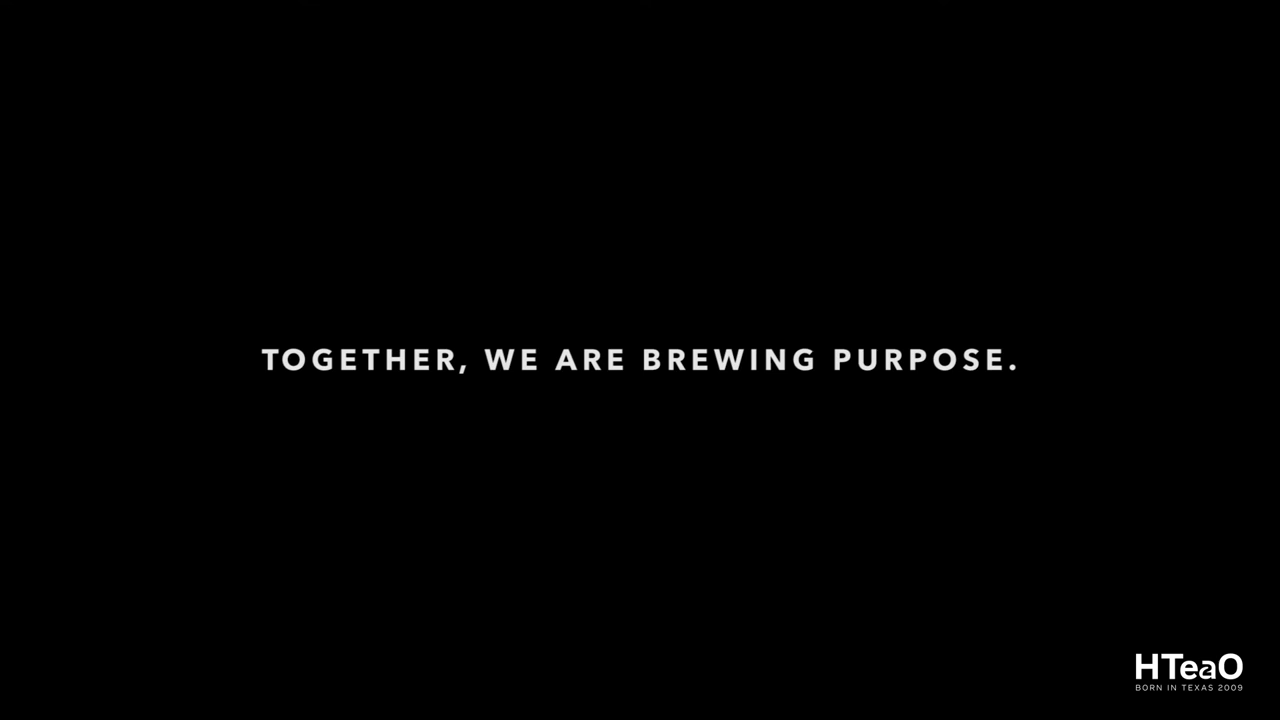 TOGETHER, WE ARE BREWING PURPOSE.
HTeaO
BORN IN TEXAS 2009